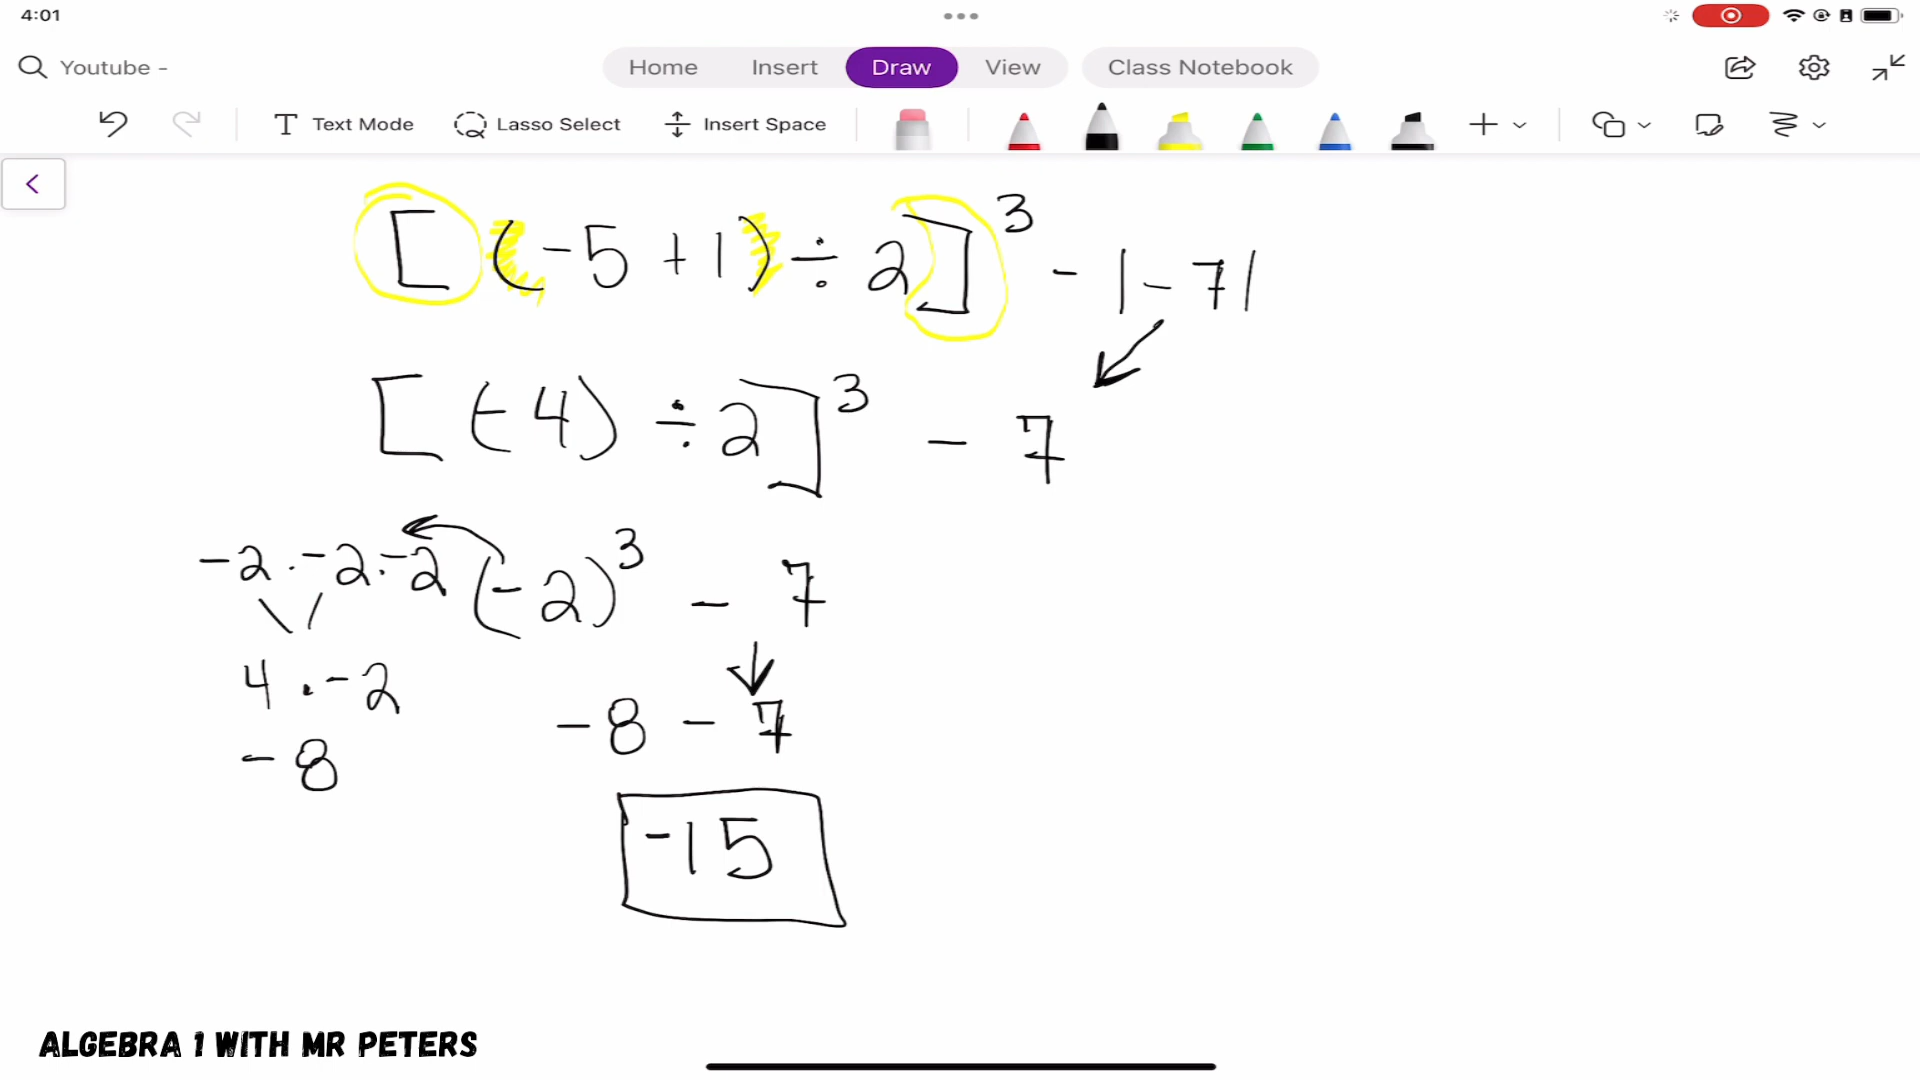 4:01
Youtube -
Home Insert Draw View Class Notebook
T Text Mode Lasso Select Insert Space
[(-5+1)÷2]³ - |-7|
[(-4)÷2]³ - 7
-2·-2·-2 (-2)³ - 7
4·-2 -8 - 7
-8
-15
ALGEBRA 1 WITH MR PETERS